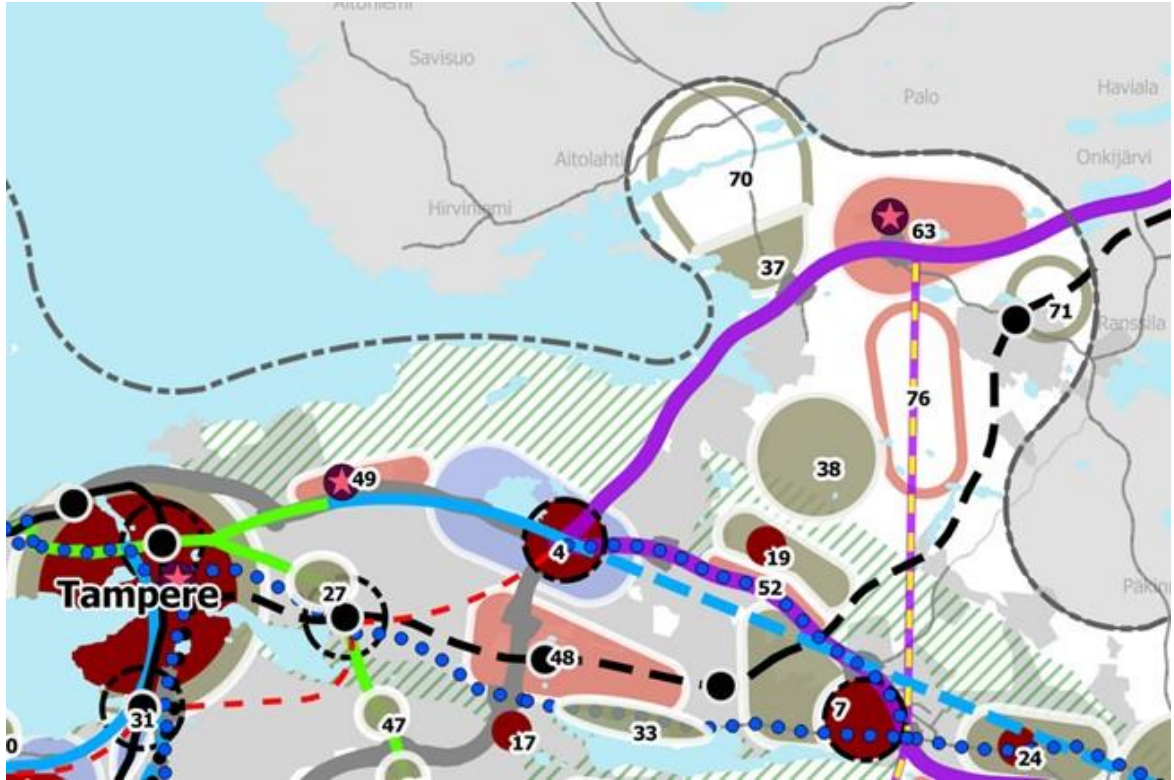 Aitoniemi
Savisuo
Palo
Haviala
Aitolahti
Onkijärvi
70
Hirviniemi
63
37
71
Ranssila
76
38
49
4
19
52
27
Tampere
48
31
47
17
33
7
24